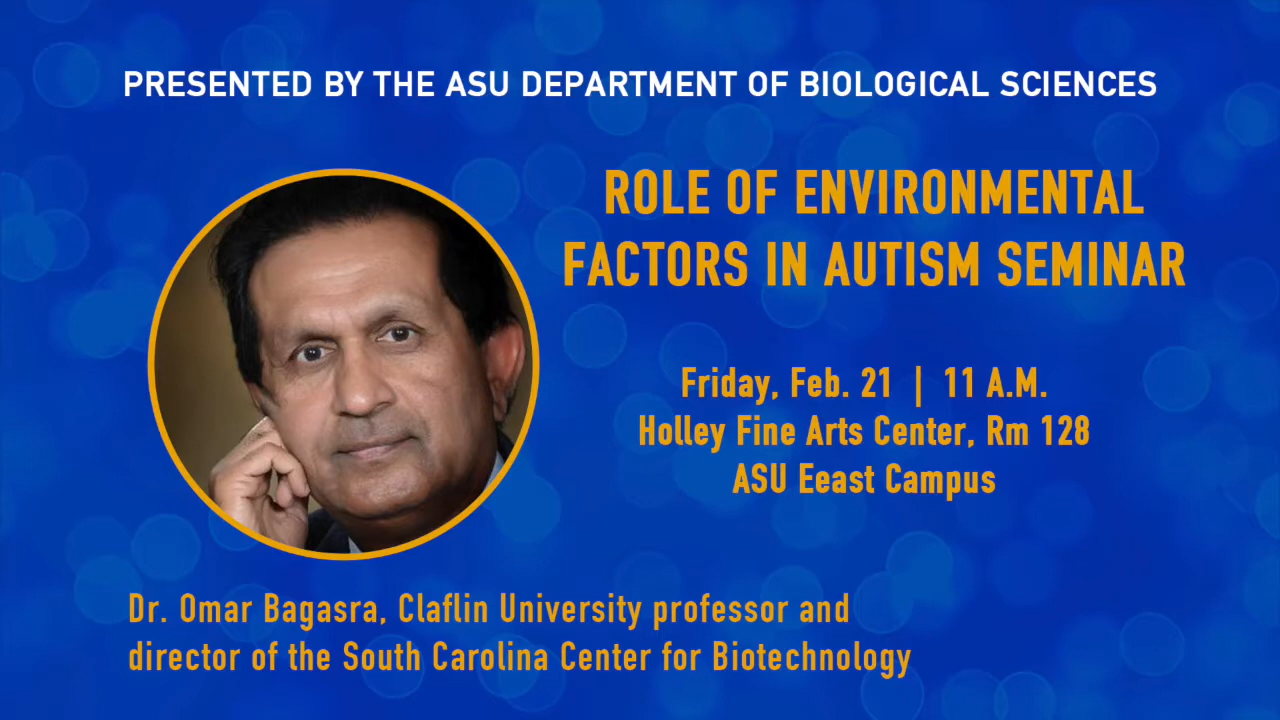 PRESENTED BY THE ASU DEPARTMENT OF BIOLOGICAL SCIENCES
ROLE OF ENVIRONMENTAL
FACTORS IN AUTISM SEMINAR
Friday, Feb. 21 | 11 A.M.
Holley Fine Arts Center, Rm 128
ASU Eeast Campus
Dr. Omar Bagasra, Claflin University professor and
director of the South Carolina Center for Biotechnology